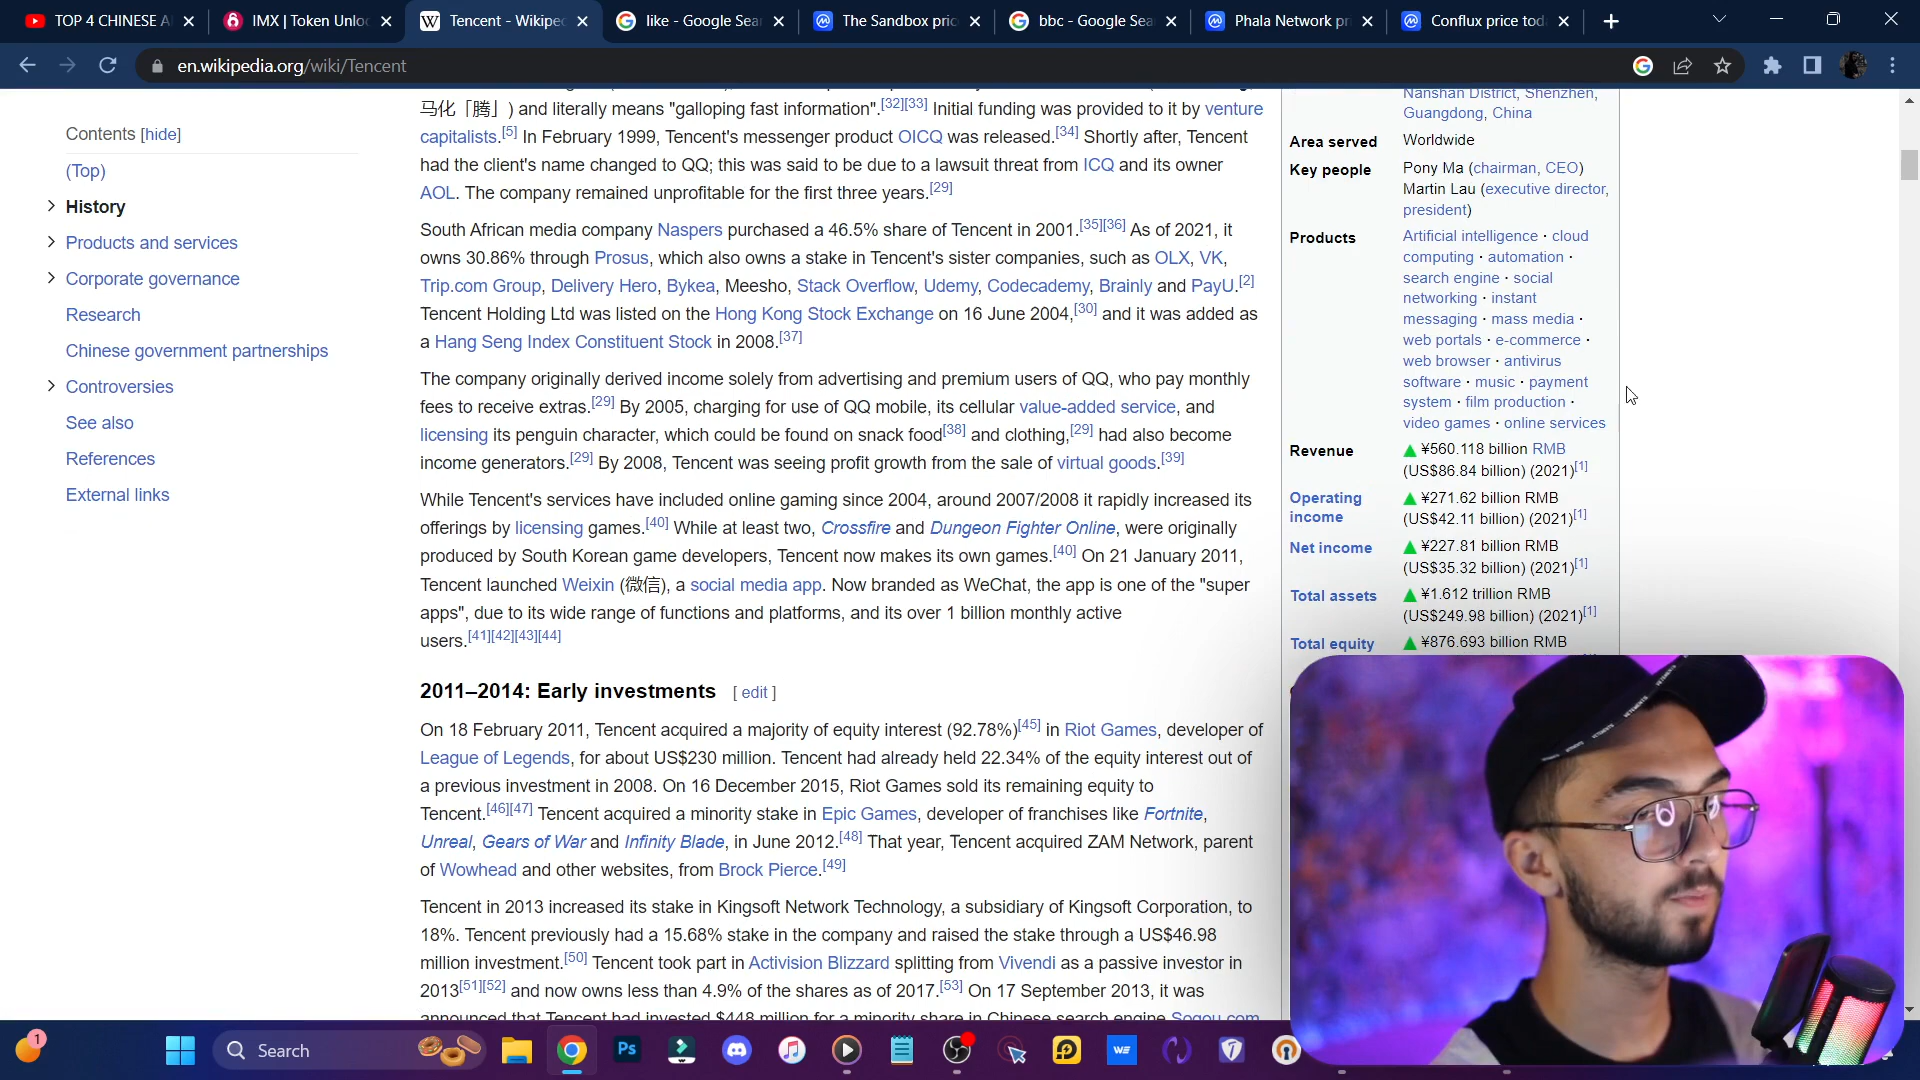 TOP 4 CHINESE A
IMX | Token Unloc
Tencent - Wikipe
like - Google Sea
The Sandbox pric
bbc - Google Sea
Phala Network pr
Conflux price tod
en.wikipedia.org/wiki/Tencent
Contents [hide]
(Top)
History
Products and services
Corporate governance
Research
Chinese government partnerships
Controversies
See also
References
External links
马化「腾」) and literally means "galloping fast information".[32][33] Initial funding was provided to it by venture
capitalists.[5] In February 1999, Tencent's messenger product OICQ was released.[34] Shortly after, Tencent
had the client's name changed to QQ; this was said to be due to a lawsuit threat from ICQ and its owner
AOL. The company remained unprofitable for the first three years.[29]
South African media company Naspers purchased a 46.5% share of Tencent in 2001.[35][36] As of 2021, it
owns 30.86% through Prosus, which also owns a stake in Tencent's sister companies, such as OLX, VK,
Trip.com Group, Delivery Hero, Bykea, Meesho, Stack Overflow, Udemy, Codecademy, Brainly and PayU.[2]
Tencent Holding Ltd was listed on the Hong Kong Stock Exchange on 16 June 2004,[30] and it was added as
a Hang Seng Index Constituent Stock in 2008.[37]
The company originally derived income solely from advertising and premium users of QQ, who pay monthly
fees to receive extras.[29] By 2005, charging for use of QQ mobile, its cellular value-added service, and
licensing its penguin character, which could be found on snack food[38] and clothing,[29] had also become
income generators.[29] By 2008, Tencent was seeing profit growth from the sale of virtual goods.[39]
While Tencent's services have included online gaming since 2004, around 2007/2008 it rapidly increased its
offerings by licensing games.[40] While at least two, Crossfire and Dungeon Fighter Online, were originally
produced by South Korean game developers, Tencent now makes its own games.[40] On 21 January 2011,
Tencent launched Weixin (微信), a social media app. Now branded as WeChat, the app is one of the "super
apps", due to its wide range of functions and platforms, and its over 1 billion monthly active
users.[41][42][43][44]
2011–2014: Early investments [ edit ]
On 18 February 2011, Tencent acquired a majority of equity interest (92.78%)[45] in Riot Games, developer of
League of Legends, for about US$230 million. Tencent had already held 22.34% of the equity interest out of
a previous investment in 2008. On 16 December 2015, Riot Games sold its remaining equity to
Tencent.[46][47] Tencent acquired a minority stake in Epic Games, developer of franchises like Fortnite,
Unreal, Gears of War and Infinity Blade, in June 2012.[48] That year, Tencent acquired ZAM Network, parent
of Wowhead and other websites, from Brock Pierce.[49]
Tencent in 2013 increased its stake in Kingsoft Network Technology, a subsidiary of Kingsoft Corporation, to
18%. Tencent previously had a 15.68% stake in the company and raised the stake through a US$46.98
million investment.[50] Tencent took part in Activision Blizzard splitting from Vivendi as a passive investor in
2013[51][52] and now owns less than 4.9% of the shares as of 2017.[53] On 17 September 2013, it was
announced that Tencent had invested $448 million for a minority share in Chinese search engine Sogou.com
Nanshan District, Shenzhen,
Guangdong, China
Area served Worldwide
Key people Pony Ma (chairman, CEO)
Martin Lau (executive director,
president)
Products Artificial intelligence · cloud
computing · automation ·
search engine · social
networking · instant
messaging · mass media ·
web portals · e-commerce ·
web browser · antivirus
software · music · payment
system · film production ·
video games · online services
Revenue ▲ ¥560.118 billion RMB
(US$86.84 billion) (2021)[1]
Operating ▲ ¥271.62 billion RMB
income (US$42.11 billion) (2021)[1]
Net income ▲ ¥227.81 billion RMB
(US$35.32 billion) (2021)[1]
Total assets ▲ ¥1.612 trillion RMB
(US$249.98 billion) (2021)[1]
Total equity ▲ ¥876.693 billion RMB
1
Search
Ps
WE